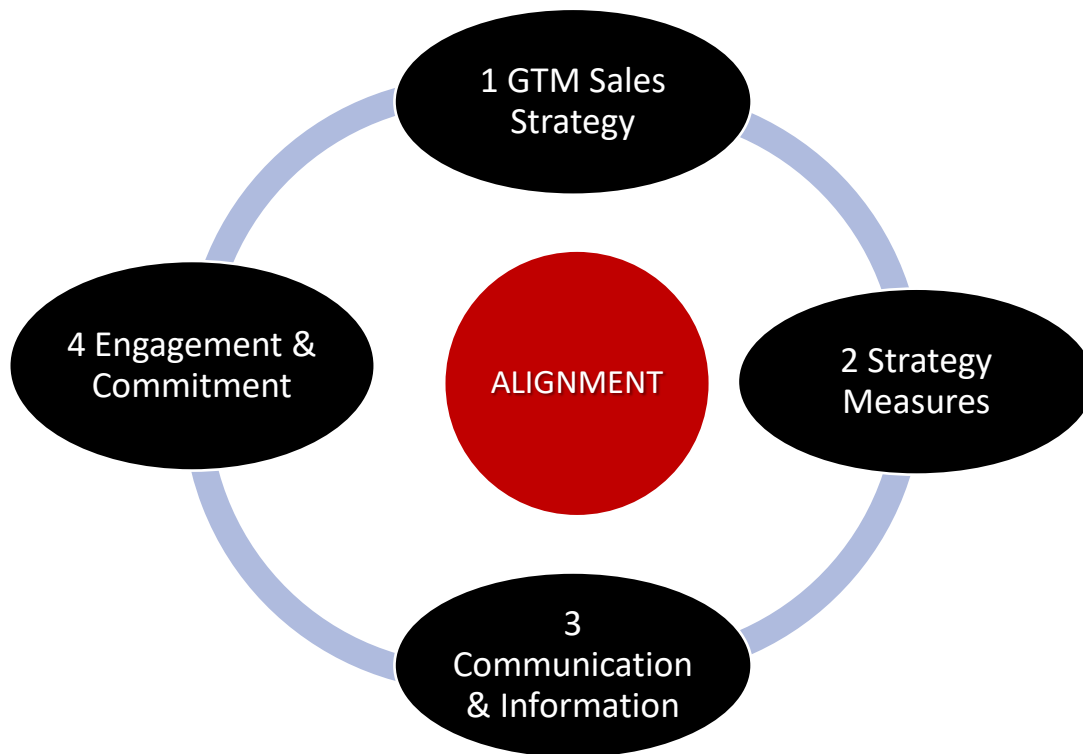 1 GTM Sales
Strategy
4 Engagement &
Commitment
ALIGNMENT
2 Strategy
Measures
3
Communication
& Information